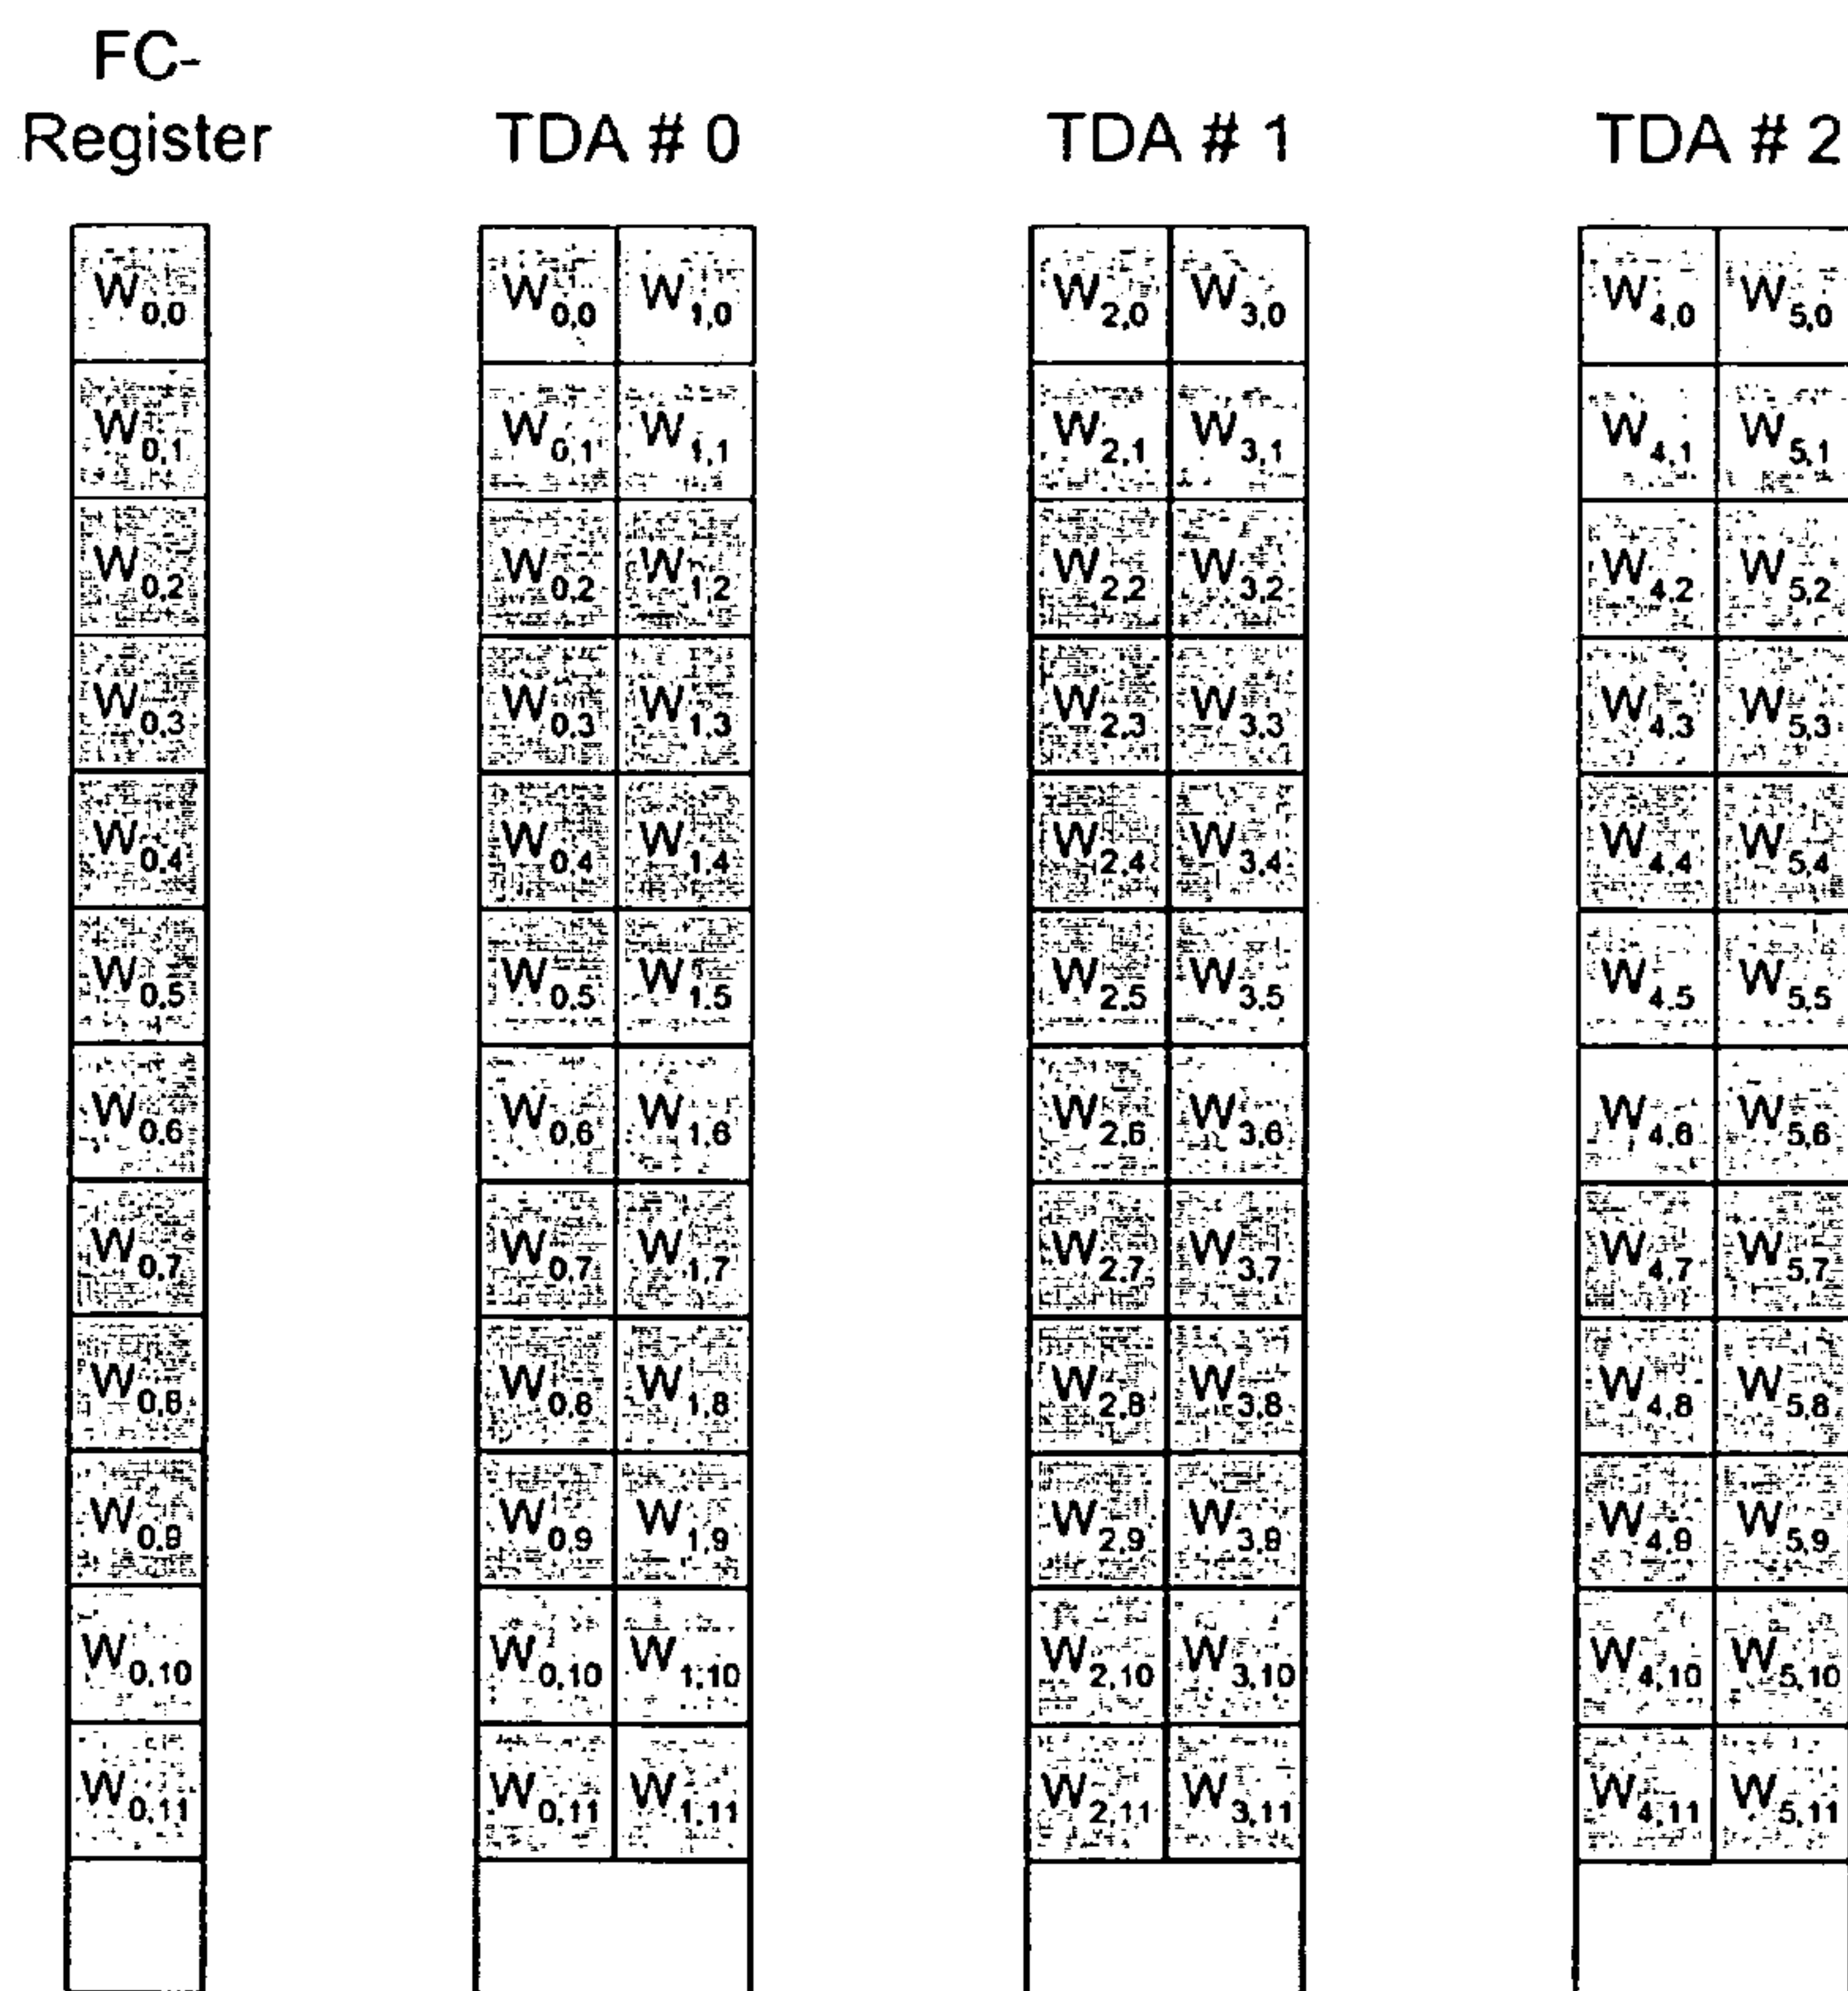 FC-
Register TDA # 0 TDA # 1 TDA # 2
W0,0 W0,0 W1,0 W2,0 W3,0 W4,0 W5,0
W0,1 W0,1 W1,1 W2,1 W3,1 W4,1 W5,1
W0,2 W0,2 W1,2 W2,2 W3,2 W4,2 W5,2
W0,3 W0,3 W1,3 W2,3 W3,3 W4,3 W5,3
W0,4 W0,4 W1,4 W2,4 W3,4 W4,4 W5,4
W0,5 W0,5 W1,5 W2,5 W3,5 W4,5 W5,5
W0,6 W0,6 W1,6 W2,6 W3,6 W4,6 W5,6
W0,7 W0,7 W1,7 W2,7 W3,7 W4,7 W5,7
W0,8 W0,8 W1,8 W2,8 W3,8 W4,8 W5,8
W0,9 W0,9 W1,9 W2,9 W3,9 W4,9 W5,9
W0,10 W0,10 W1,10 W2,10 W3,10 W4,10 W5,10
W0,11 W0,11 W1,11 W2,11 W3,11 W4,11 W5,11